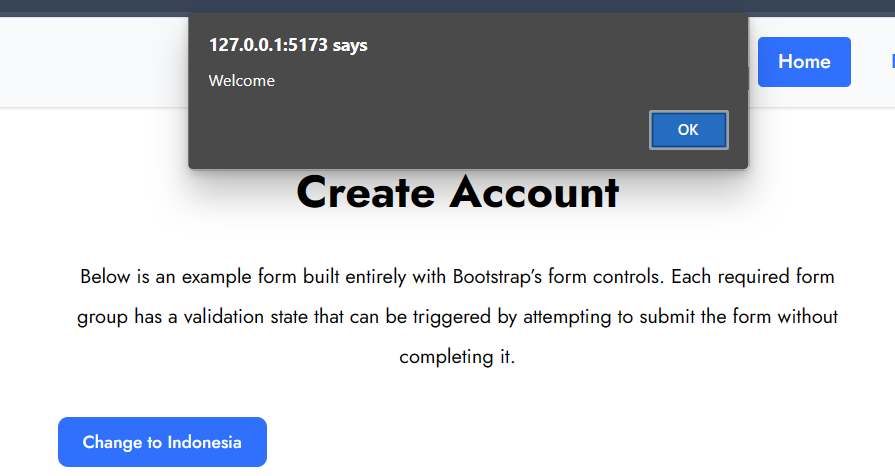 127.0.0.1:5173 says
Welcome
OK
Home
Create Account
Below is an example form built entirely with Bootstrap's form controls. Each required form
group has a validation state that can be triggered by attempting to submit the form without
completing it.
Change to Indonesia